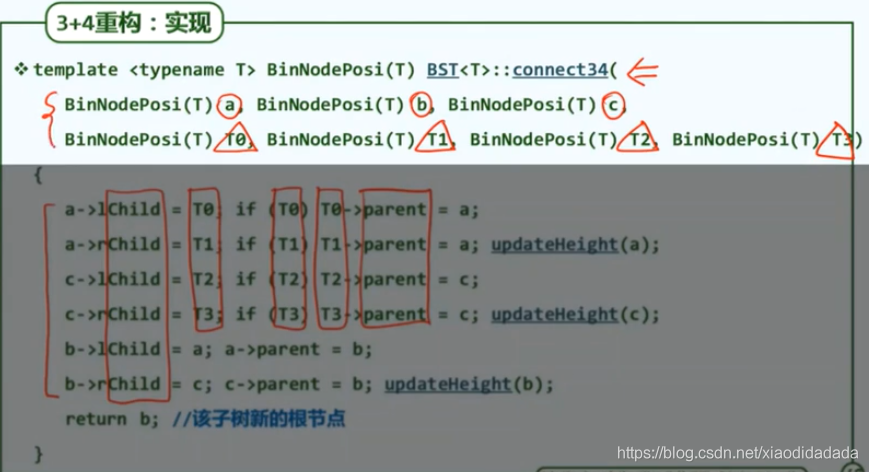 3+4重构：实现
❖ template <typename T> BinNodePosi(T) BST<T>::connect34(
BinNodePosi(T) a, BinNodePosi(T) b, BinNodePosi(T) c,
BinNodePosi(T) T0, BinNodePosi(T) T1, BinNodePosi(T) T2, BinNodePosi(T) T3)
{
a->lChild = T0; if (T0) T0->parent = a;
a->rChild = T1; if (T1) T1->parent = a; updateHeight(a);
c->lChild = T2; if (T2) T2->parent = c;
c->rChild = T3; if (T3) T3->parent = c; updateHeight(c);
b->lChild = a; a->parent = b;
b->rChild = c; c->parent = b; updateHeight(b);
return b; //该子树新的根节点
}
https://blog.csdn.net/xiaodidadada